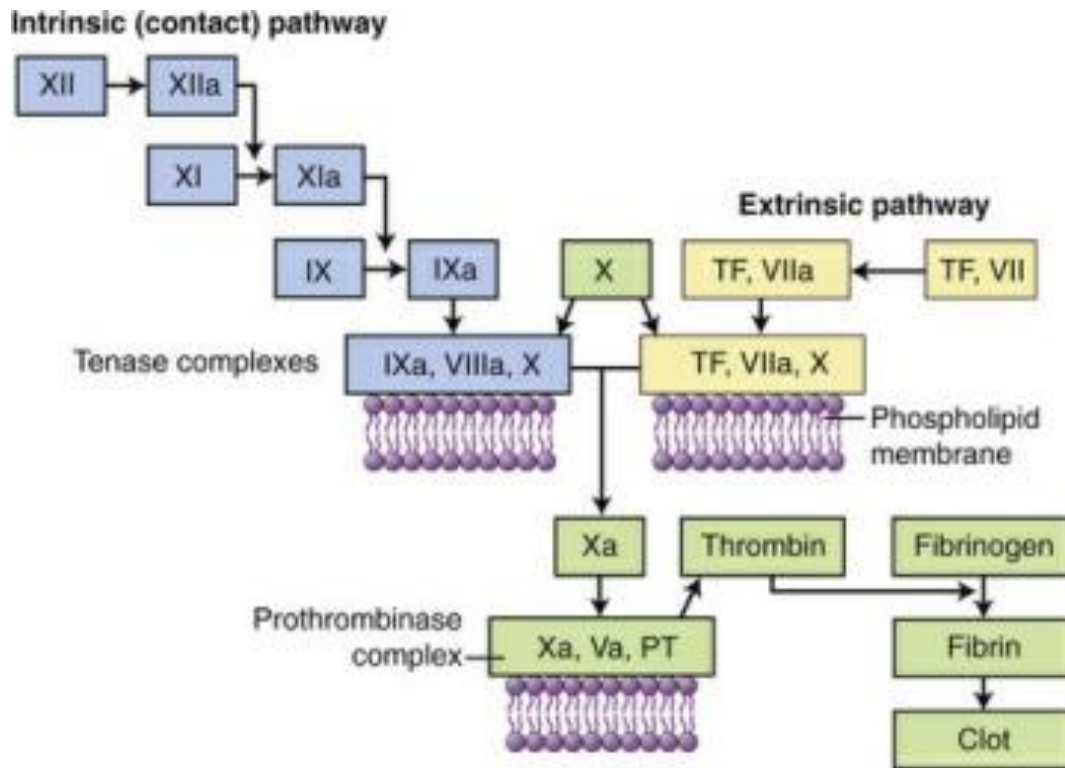 Intrinsic (contact) pathway
XII
XIIa
XI
XIa
Extrinsic pathway
IX
IXa
X
TF, VIIa
TF, VII
Tenase complexes
IXa, VIIIa, X
TF, VIIa, X
Phospholipid
membrane
Xa
Thrombin
Fibrinogen
Prothrombinase
complex
Xa, Va, PT
Fibrin
Clot